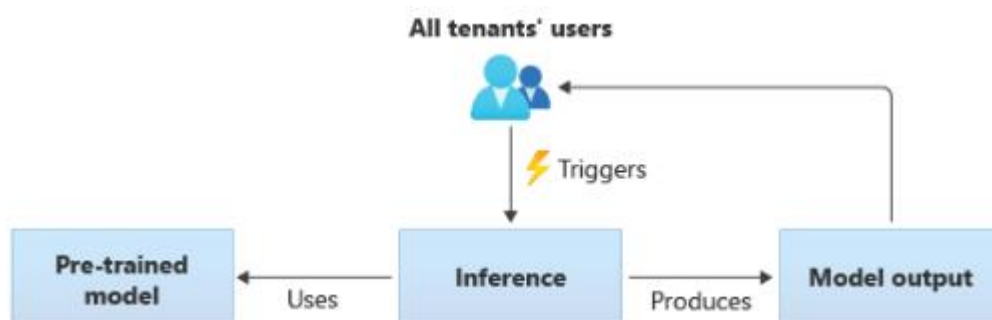 All tenants' users
Triggers
Pre-trained
model
Uses
Inference
Produces
Model output